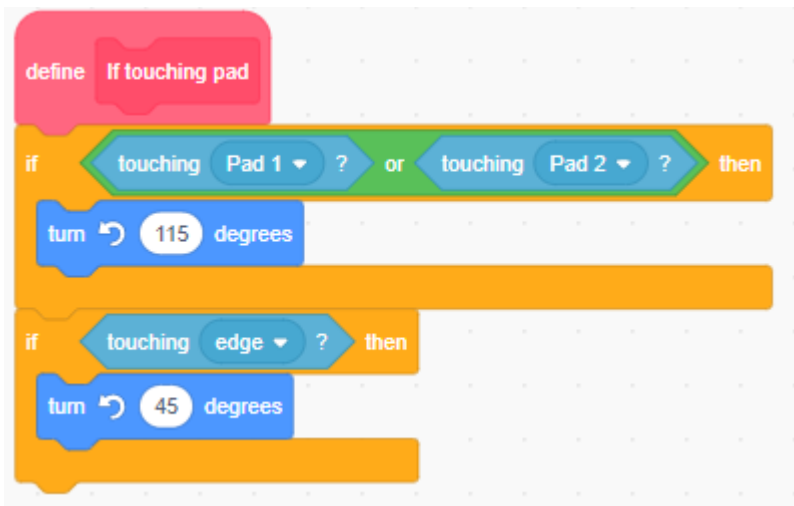 define If touching pad
if touching Pad 1 ? or touching Pad 2 ? then
turn 115 degrees
if touching edge ? then
turn 45 degrees